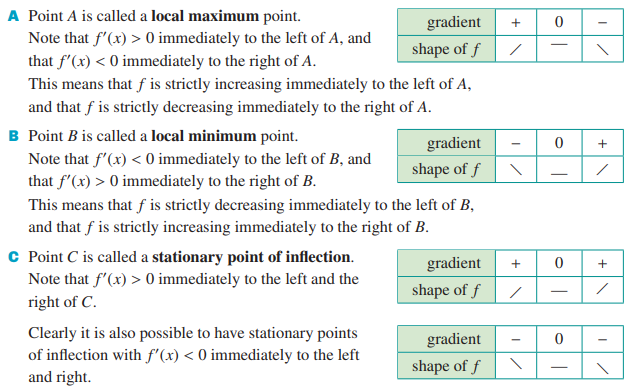 A Point A is called a local maximum point.
Note that f′(x) > 0 immediately to the left of A, and
that f′(x) < 0 immediately to the right of A.
This means that f is strictly increasing immediately to the left of A,
and that f is strictly decreasing immediately to the right of A.
gradient + 0 −
shape of f / — \
B Point B is called a local minimum point.
Note that f′(x) < 0 immediately to the left of B, and
that f′(x) > 0 immediately to the right of B.
This means that f is strictly decreasing immediately to the left of B,
and that f is strictly increasing immediately to the right of B.
gradient − 0 +
shape of f \ — /
C Point C is called a stationary point of inflection.
Note that f′(x) > 0 immediately to the left and the
right of C.
gradient + 0 +
shape of f / — /
Clearly it is also possible to have stationary points
of inflection with f′(x) < 0 immediately to the left
and right.
gradient − 0 −
shape of f \ — \